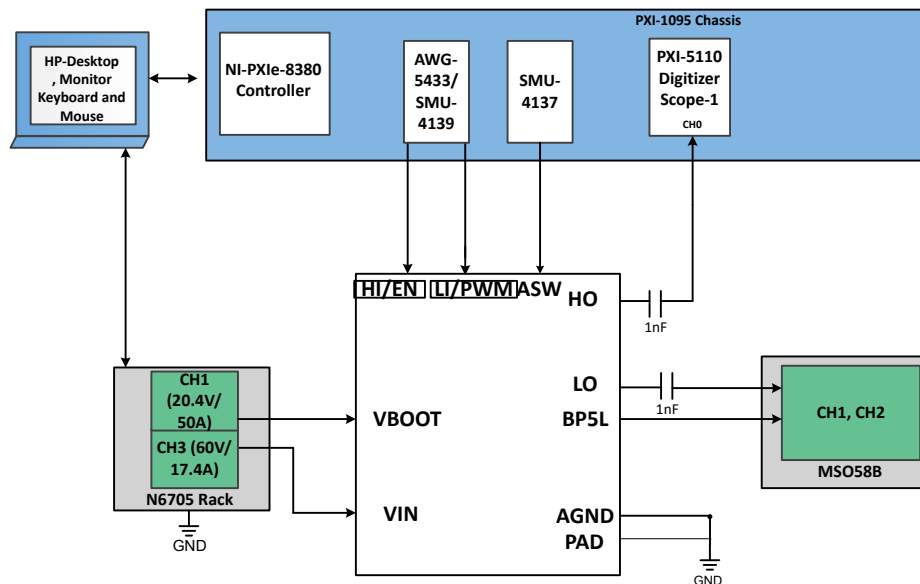 PXI-1095 Chassis
HP-Desktop
, Monitor
Keyboard and
Mouse
NI-PXIe-8380
Controller
AWG-
5433/
SMU-
4139
SMU-
4137
PXI-5110
Digitizer
Scope-1
CH0
HI/EN
LI/PWM
ASW
HO
1nF
LO
1nF
BP5L
CH1, CH2
MSO58B
CH1
(20.4V/
50A)
CH3 (60V/
17.4A)
N6705 Rack
GND
VBOOT
VIN
AGND
PAD
GND